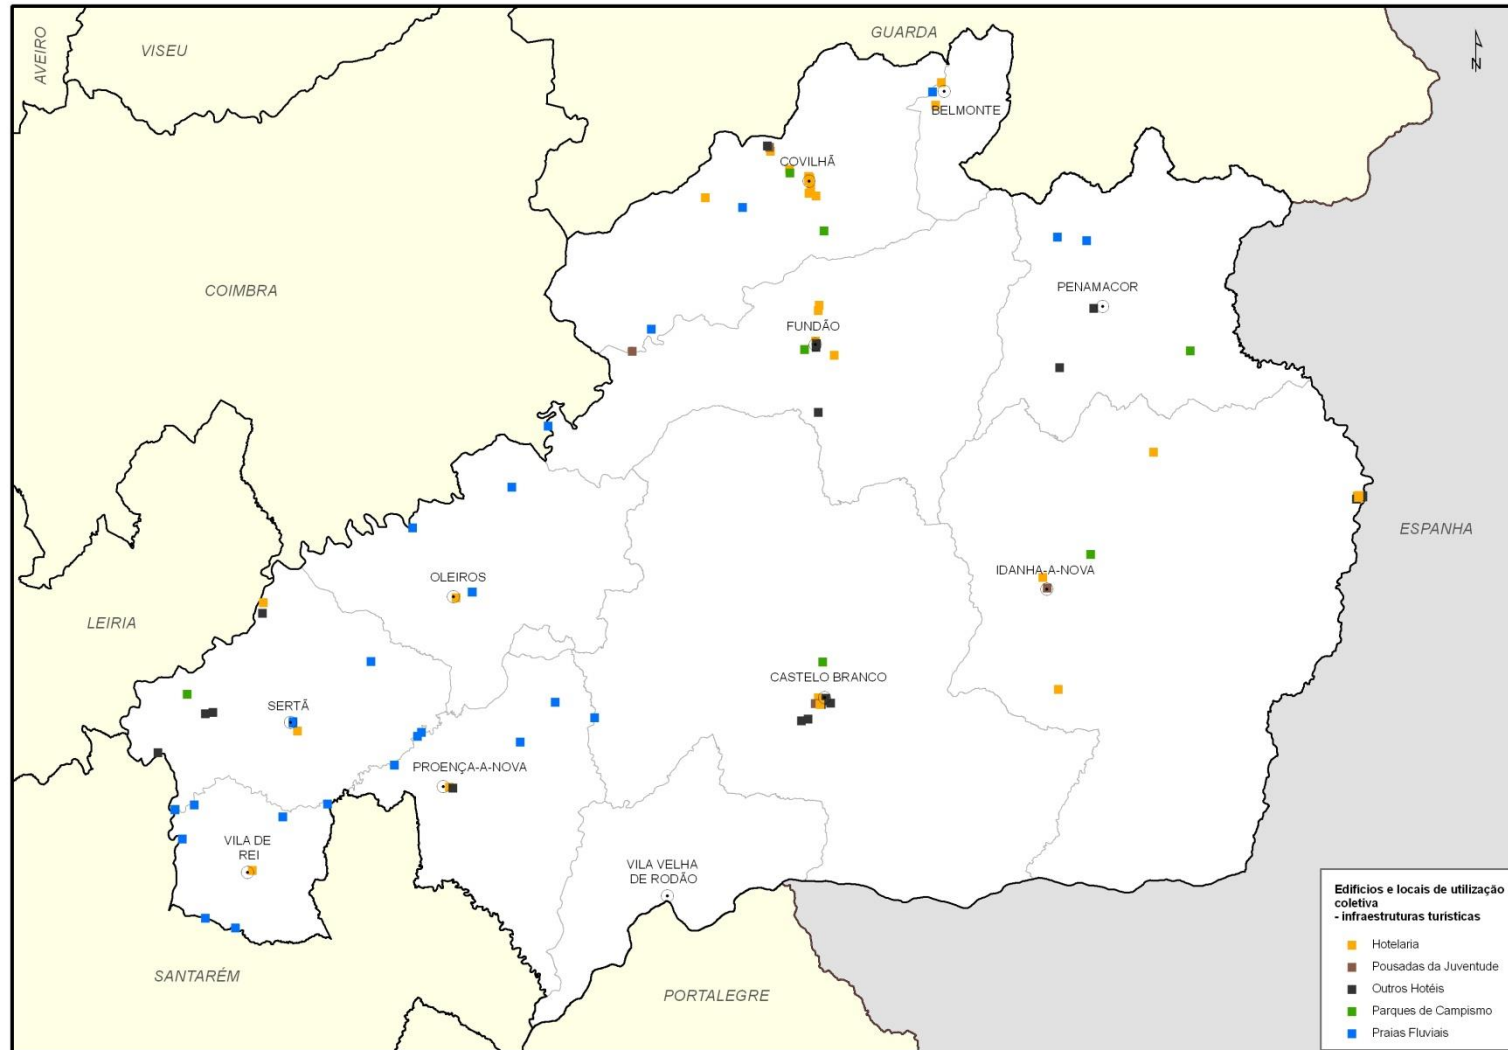 AVEIRO
VISEU
GUARDA
N
BELMONTE
COVILHÃ
COIMBRA
PENAMACOR
FUNDÃO
ESPANHA
IDANHA-A-NOVA
OLEIROS
LEIRIA
CASTELO BRANCO
SERTÃ
PROENÇA-A-NOVA
VILA DE
REI
VILA VELHA
DE RODÃO
SANTARÉM
PORTALEGRE
Edifícios e locais de utilização
coletiva
- infraestruturas turísticas
Hotelaria
Pousadas da Juventude
Outros Hotéis
Parques de Campismo
Praias Fluviais